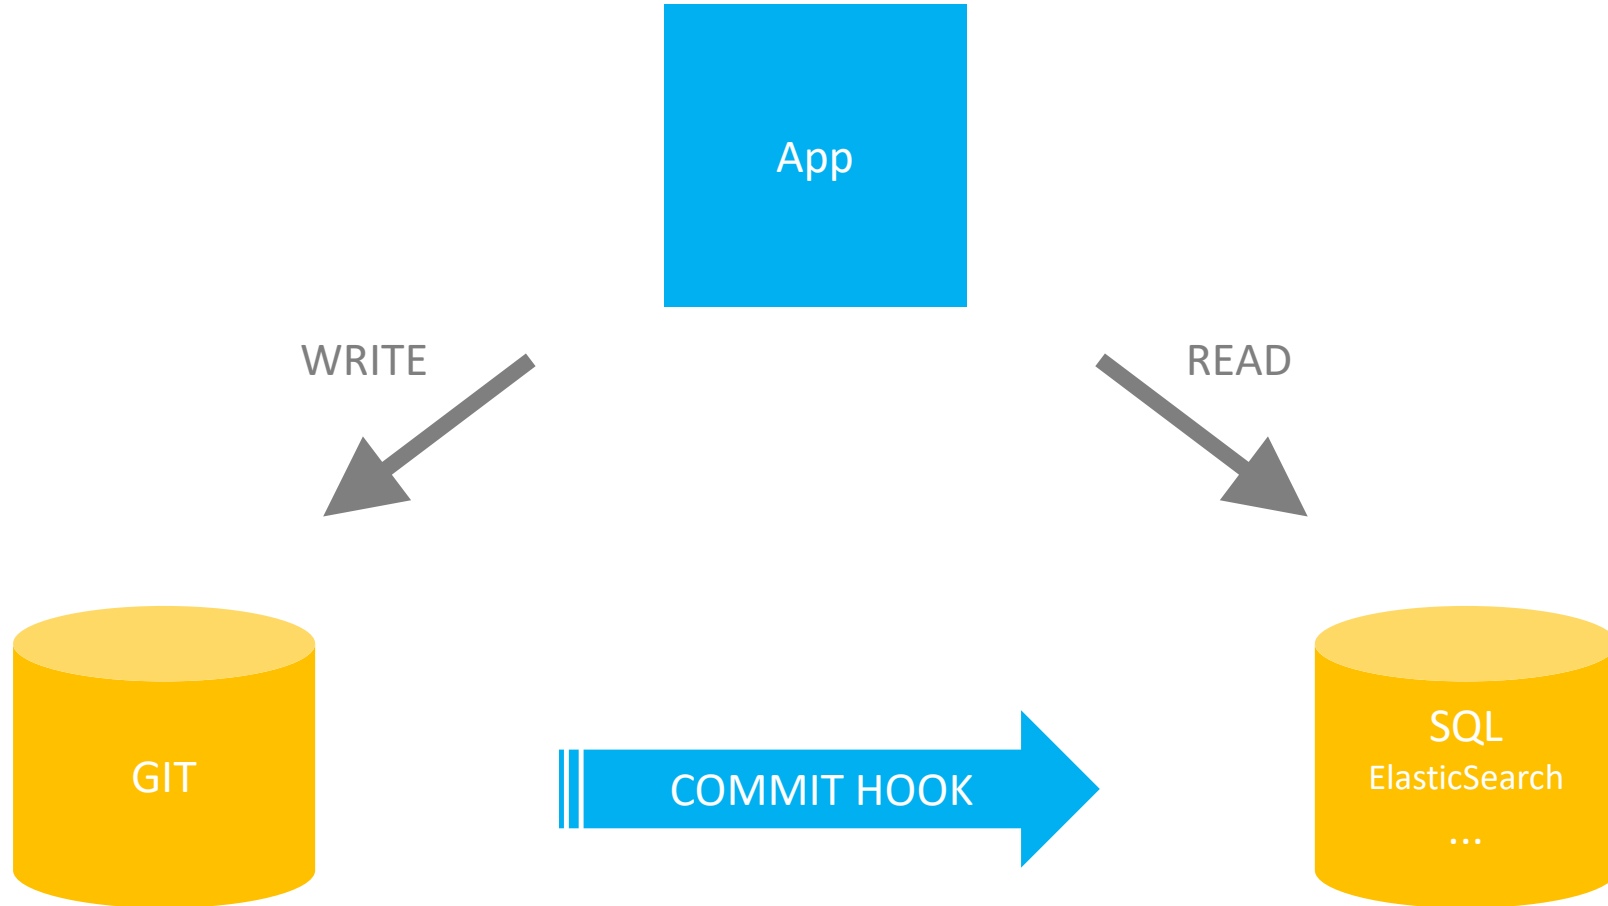 App
WRITE
READ
GIT
COMMIT HOOK
SQL
ElasticSearch
...